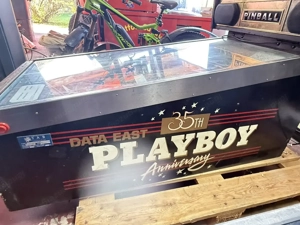 PINBALL
35TH
DATA EAST
PLAYBOY
Anniversary